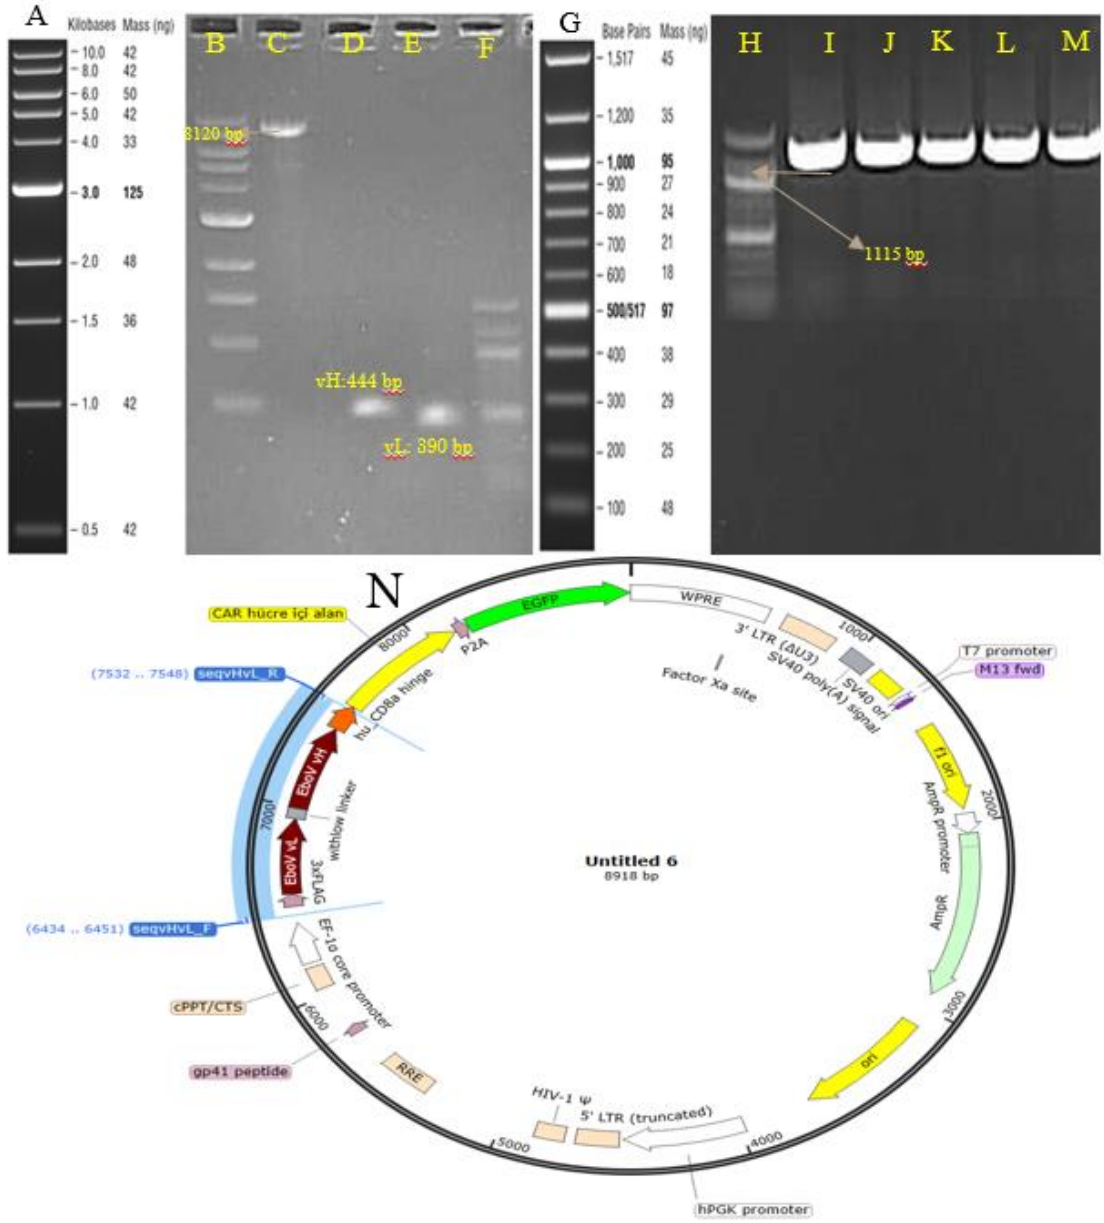 A
Kilobases Mass (ng)
10.0 42
8.0 42
6.0 50
5.0 42
4.0 33
3.0 125
2.0 48
1.5 36
1.0 42
0.5 42
B C D E F
8120 bp
vH:444 bp
vL: 390 bp
G
Base Pairs Mass (ng)
1,517 45
1,200 35
1,000 95
900 27
800 24
700 21
600 18
500/517 97
400 38
300 29
200 25
100 48
H I J K L M
1115 bp
N
EGFP
WPRE
3' LTR (ΔU3)
SV40 poly(A) signal
SV40 ori
1000
T7 promoter
M13 fwd
Factor Xa site
f1 ori
2000
AmpR promoter
AmpR
3000
ori
4000
hPGK promoter
5' LTR (truncated)
HIV-1 Ψ
5000
RRE
gp41 peptide
6000
cPPT/CTS
EF-1α core promoter
(6434 .. 6451) seqvHvL_F
3xFLAG
EboV vL
withlow linker
7000
EboV vH
hu_CD8a hinge
(7532 .. 7548) seqvHvL_R
CAR hücre içi alan
8000
P2A
Untitled 6
8918 bp